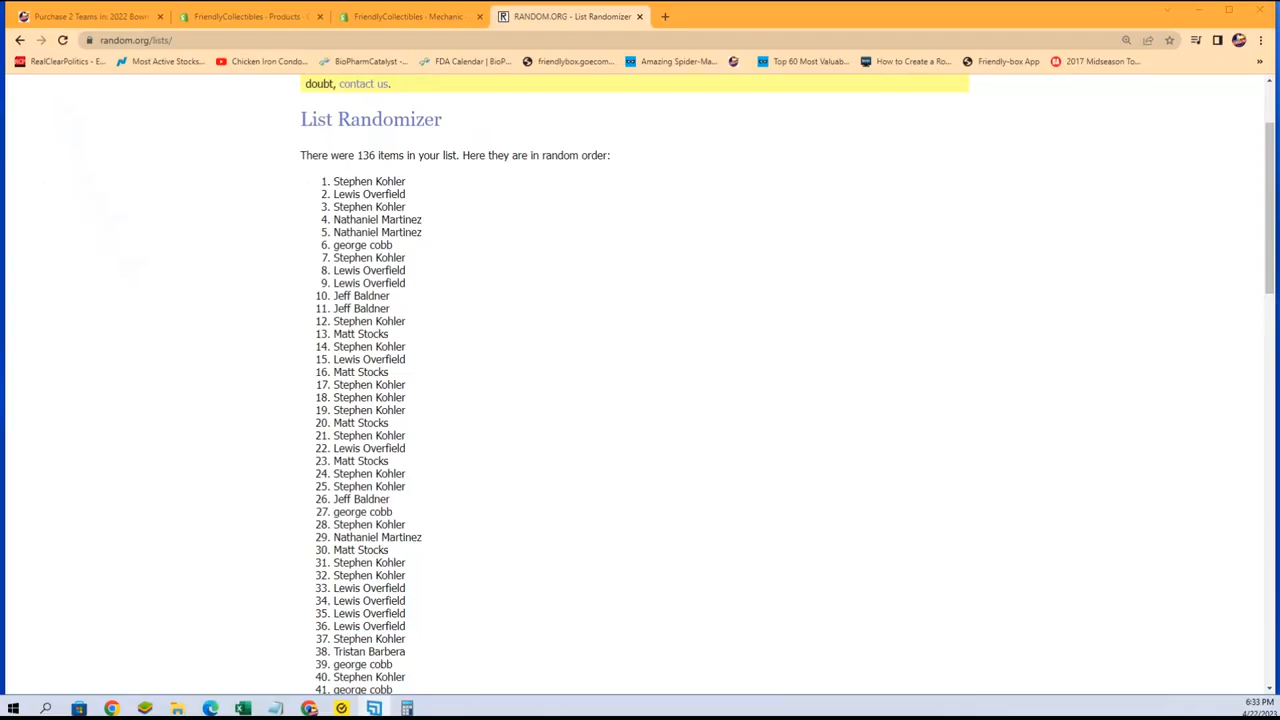 Purchase 2 Teams in: 2022 Bown
FriendlyCollectibles · Products · 
FriendlyCollectibles · Mechanic
RANDOM.ORG - List Randomizer
random.org/lists/
RealClearPolitics - E...
Most Active Stocks...
Chicken Iron Condo...
BioPharmCatalyst -...
FDA Calendar | BioP...
friendlybox.goecom...
Amazing Spider-Ma...
Top 60 Most Valuab...
How to Create a Ro...
Friendly-box App
2017 Midseason To...
»
doubt, contact us.
List Randomizer
There were 136 items in your list. Here they are in random order:
1. Stephen Kohler
2. Lewis Overfield
3. Stephen Kohler
4. Nathaniel Martinez
5. Nathaniel Martinez
6. george cobb
7. Stephen Kohler
8. Lewis Overfield
9. Lewis Overfield
10. Jeff Baldner
11. Jeff Baldner
12. Stephen Kohler
13. Matt Stocks
14. Stephen Kohler
15. Lewis Overfield
16. Matt Stocks
17. Stephen Kohler
18. Stephen Kohler
19. Stephen Kohler
20. Matt Stocks
21. Stephen Kohler
22. Lewis Overfield
23. Matt Stocks
24. Stephen Kohler
25. Stephen Kohler
26. Jeff Baldner
27. george cobb
28. Stephen Kohler
29. Nathaniel Martinez
30. Matt Stocks
31. Stephen Kohler
32. Stephen Kohler
33. Lewis Overfield
34. Lewis Overfield
35. Lewis Overfield
36. Lewis Overfield
37. Stephen Kohler
38. Tristan Barbera
39. george cobb
40. Stephen Kohler
41. george cobb
6:33 PM
4/22/2023